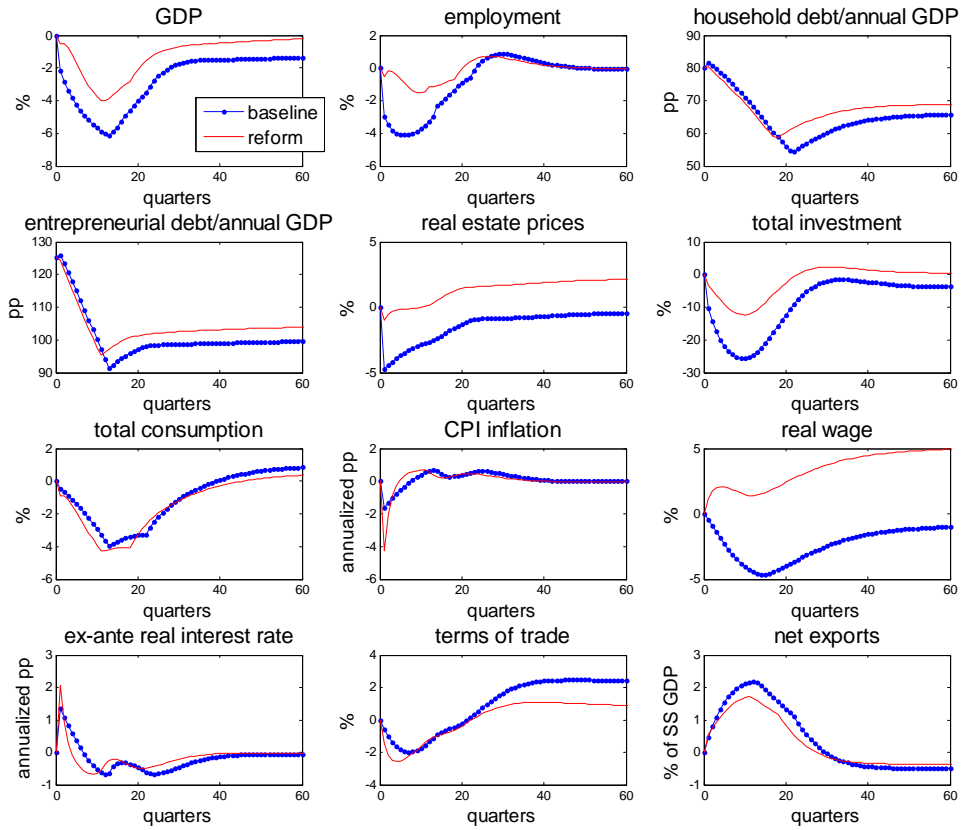 GDP
employment
household debt/annual GDP
0
-2
-4
-6
-8
%
baseline
reform
0 20 40 60
quarters
2
0
-2
-4
-6
%
0 20 40 60
quarters
90
80
70
60
50
pp
0 20 40 60
quarters
entrepreneurial debt/annual GDP
real estate prices
total investment
130
120
110
100
90
pp
0 20 40 60
quarters
5
0
-5
%
0 20 40 60
quarters
10
0
-10
-20
-30
%
0 20 40 60
quarters
total consumption
CPI inflation
real wage
2
0
-2
-4
-6
%
0 20 40 60
quarters
2
0
-2
-4
-6
annualized pp
0 20 40 60
quarters
5
0
-5
%
0 20 40 60
quarters
ex-ante real interest rate
terms of trade
net exports
3
2
1
0
-1
annualized pp
0 20 40 60
quarters
4
2
0
-2
-4
%
0 20 40 60
quarters
3
2
1
0
-1
% of SS GDP
0 20 40 60
quarters